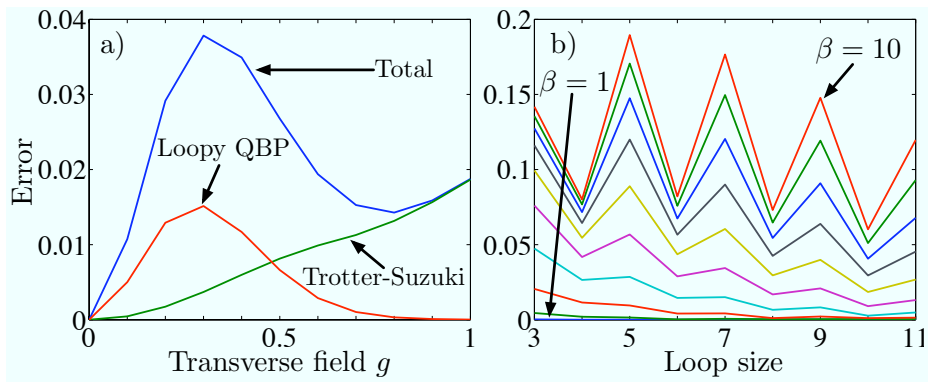 a)
Error
0.04
0.03
0.02
0.01
0
Total
Loopy QBP
Trotter-Suzuki
0
0.5
1
Transverse field g
b)
0.2
0.15
0.1
0.05
0
β = 1
β = 10
3
5
7
9
11
Loop size